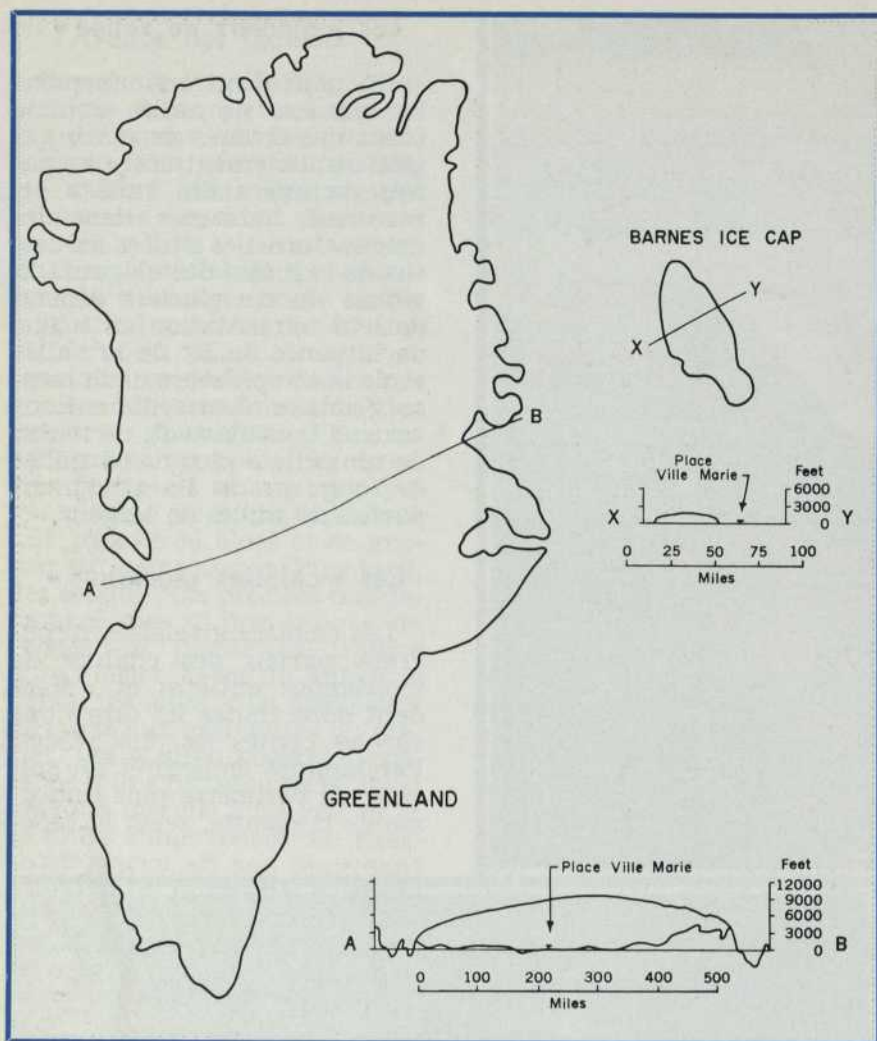 BARNES ICE CAP
Y
X
B
Place
Ville Marie
Feet
6000
3000
0
X
Y
0 25 50 75 100
Miles
A
GREENLAND
Place Ville Marie
Feet
12000
9000
6000
3000
0
A
B
0 100 200 300 400 500
Miles